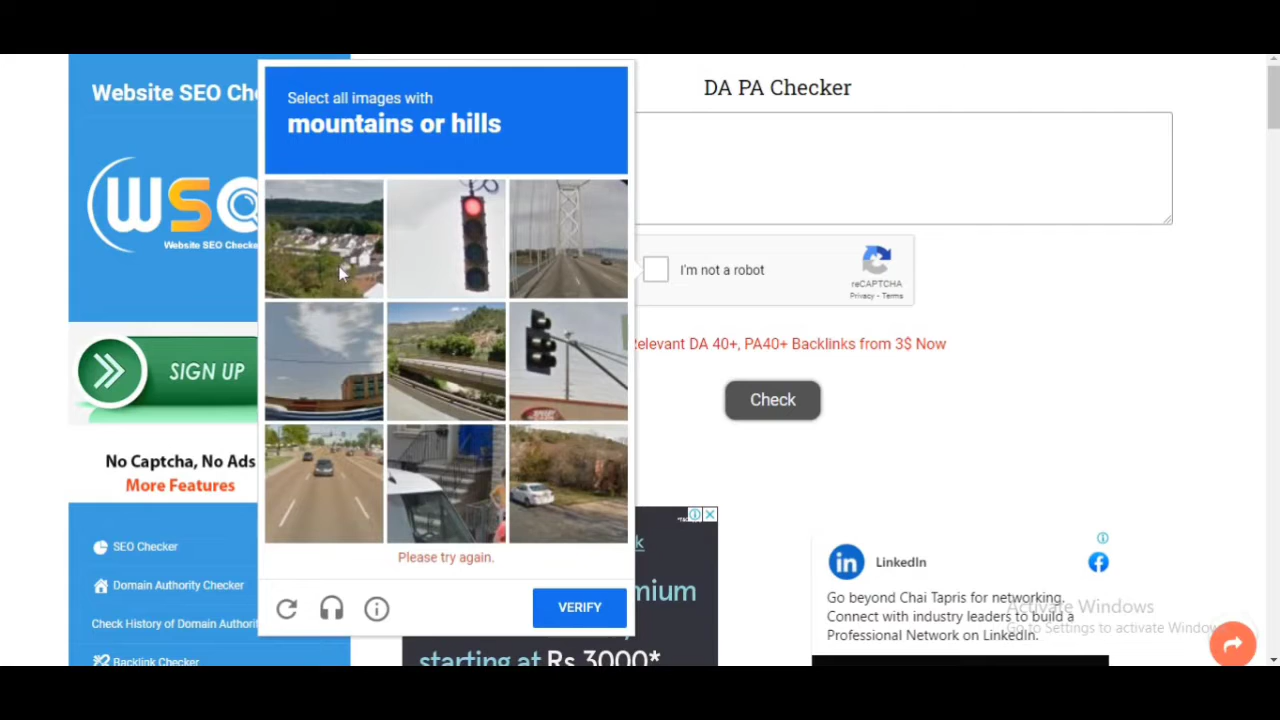 Website SEO Che
WSC
Website SEO Checke
SIGN UP
No Captcha, No Ads
More Features
SEO Checker
Domain Authority Checker
Check History of Domain Authori
Backlink Checker
Select all images with
mountains or hills
Please try again.
VERIFY
DA PA Checker
I'm not a robot
reCAPTCHA
Privacy - Terms
Relevant DA 40+, PA40+ Backlinks from 3$ Now
Check
mium
starting at Rs 3000*
LinkedIn
Go beyond Chai Tapris for networking.
Connect with industry leaders to build a
Professional Network on LinkedIn.
Activate Windows
Go to Settings to activate Windows